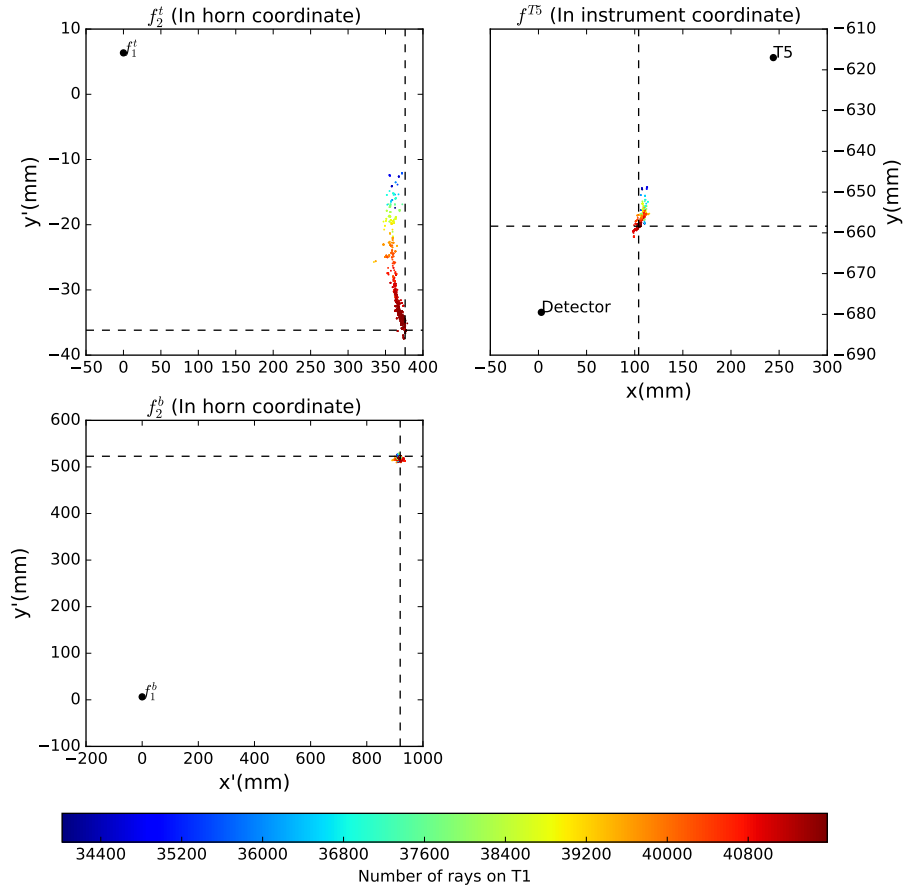 f_2^t (In horn coordinate)
10
0
−10
−20
−30
−40
y'(mm)
f_1^t
−50 0 50 100 150 200 250 300 350 400
f^{T5} (In instrument coordinate)
−610
−620
−630
−640
−650
−660
−670
−680
−690
y(mm)
T5
Detector
−50 0 50 100 150 200 250 300
x(mm)
f_2^b (In horn coordinate)
600
500
400
300
200
100
0
−100
y'(mm)
f_1^b
−200 0 200 400 600 800 1000
x'(mm)
34400 35200 36000 36800 37600 38400 39200 40000 40800
Number of rays on T1